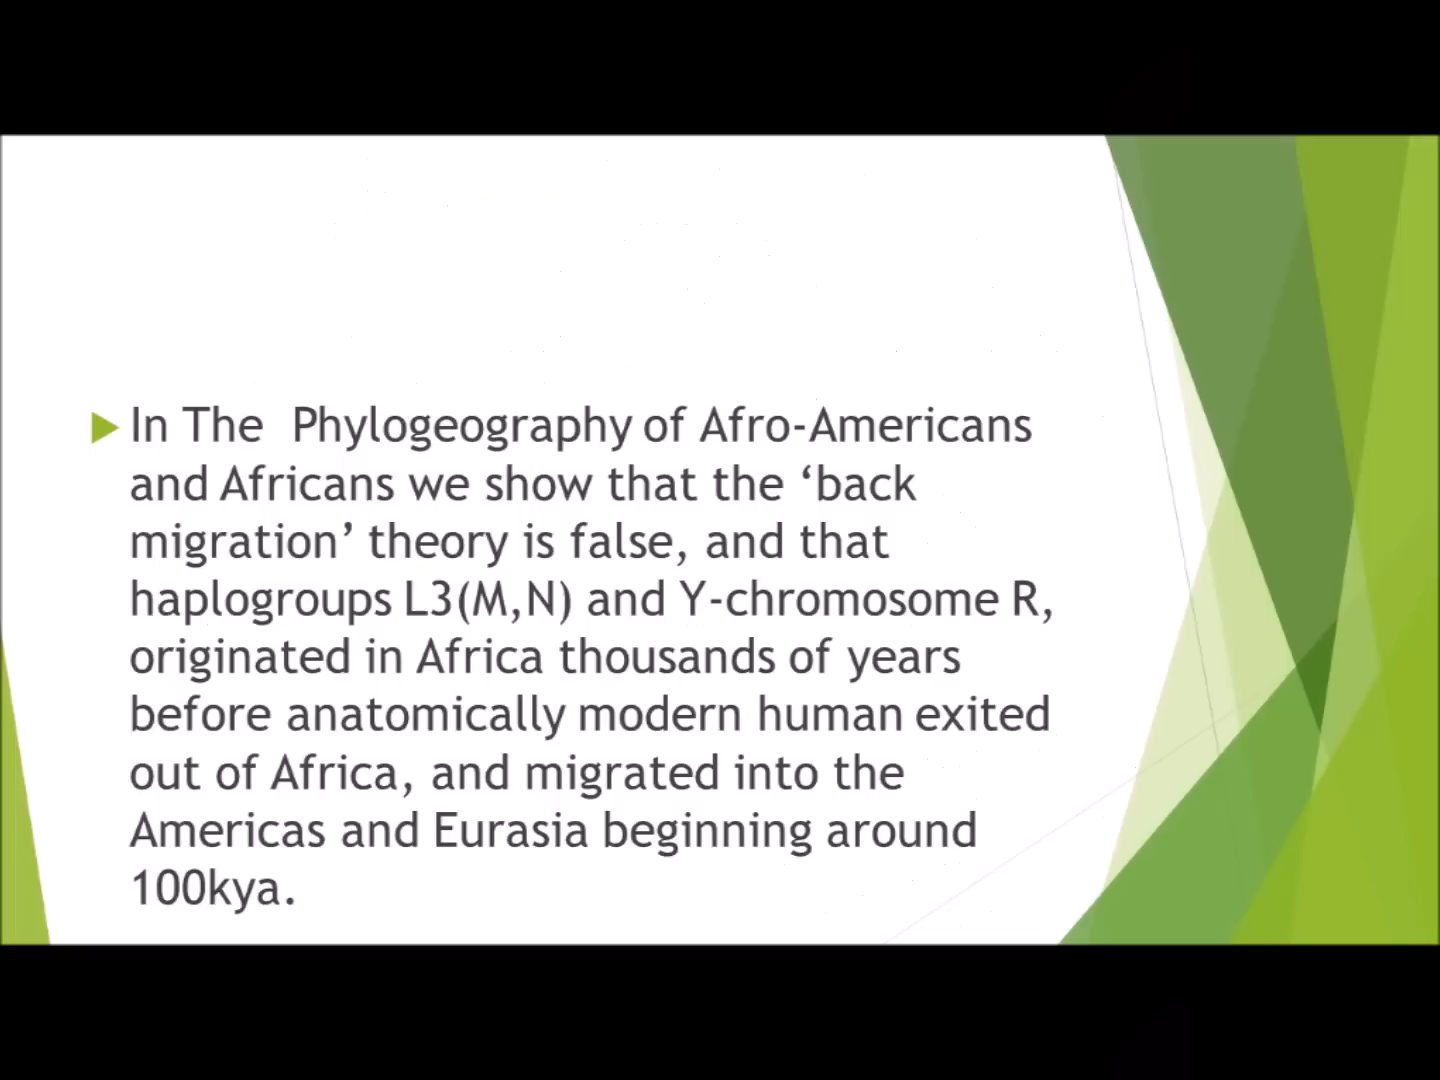 In The Phylogeography of Afro-Americans
and Africans we show that the ‘back
migration’ theory is false, and that
haplogroups L3(M,N) and Y-chromosome R,
originated in Africa thousands of years
before anatomically modern human exited
out of Africa, and migrated into the
Americas and Eurasia beginning around
100kya.